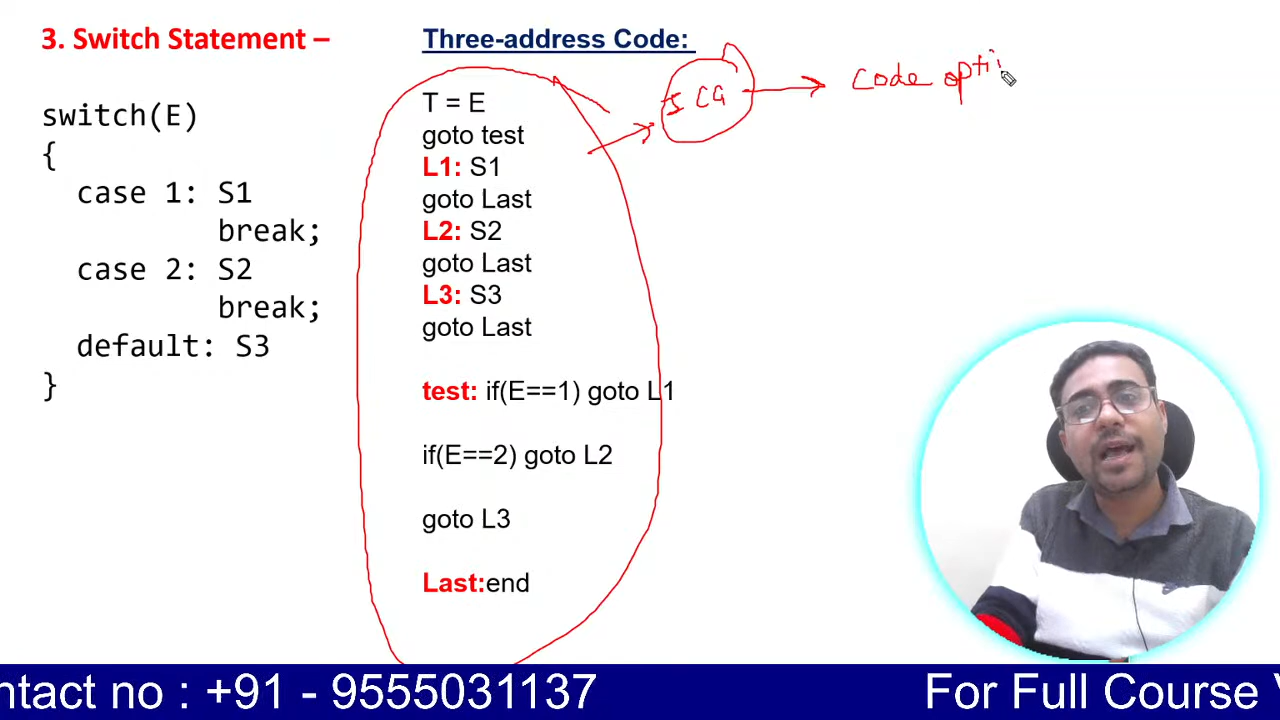 3. Switch Statement –
switch(E)
{
case 1: S1
break;
case 2: S2
break;
default: S3
}
Three-address Code:
T = E
goto test
L1: S1
goto Last
L2: S2
goto Last
L3: S3
goto Last
test: if(E==1) goto L1
if(E==2) goto L2
goto L3
Last:end
ICG
code opti
ntact no : +91 - 9555031137
For Full Course V